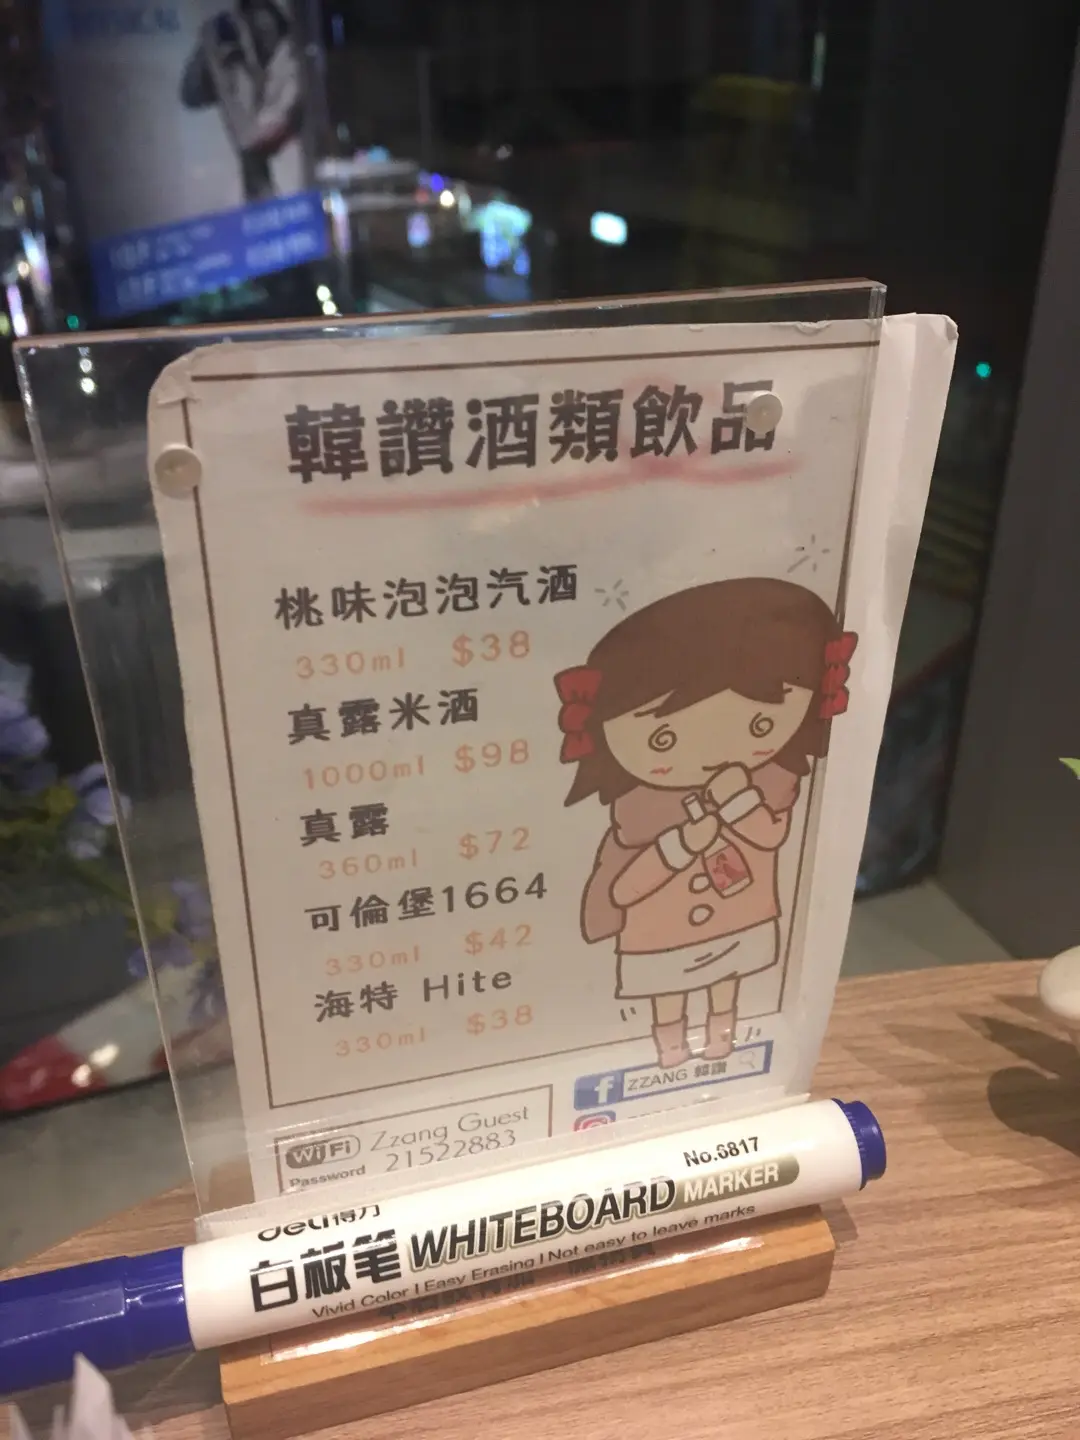 韓讚酒類飲品
桃味泡泡汽酒
330ml $38
真露米酒
1000ml $98
真露
360ml $72
可倫堡1664
330ml $42
海特 Hite
330ml $38
f ZZANG 韓讚
WiFi Zzang Guest
Password 21522883
No.6817
deli得力
白板笔 WHITEBOARD MARKER
Vivid Color | Easy Erasing | Not easy to leave marks